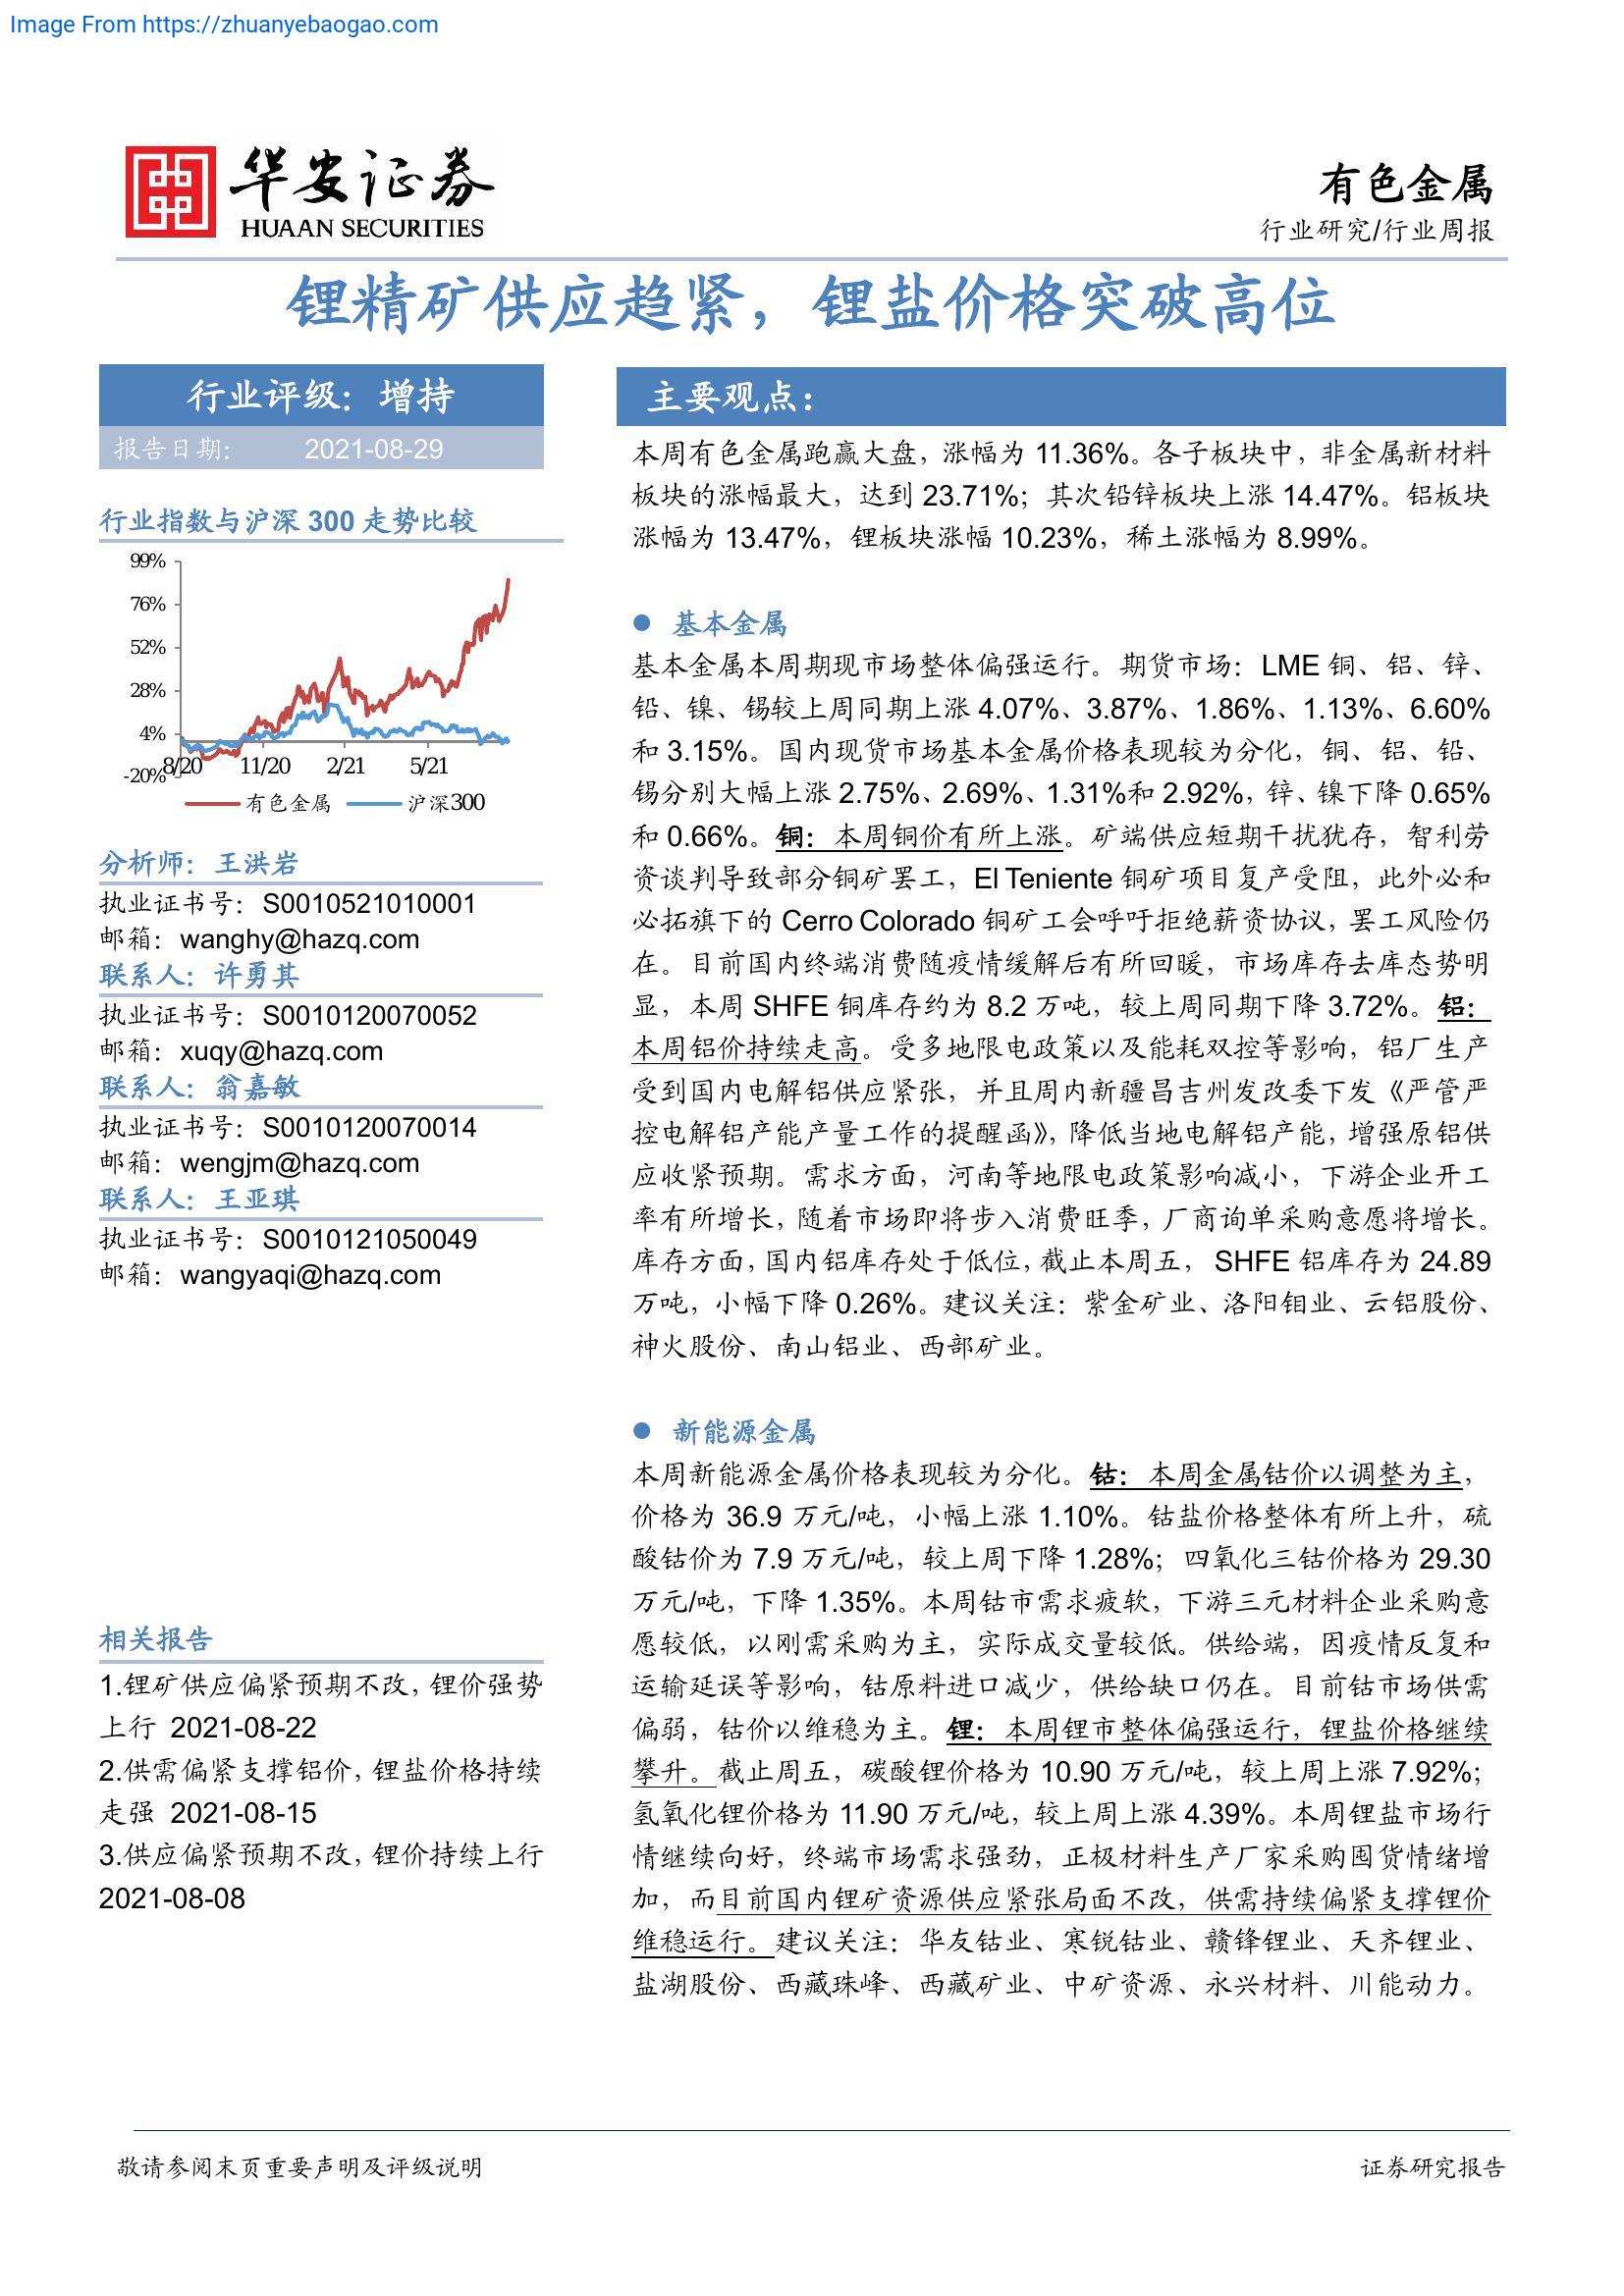 Image From https://zhuanyebaogao.com
华安证券
HUAAN SECURITIES
有色金属
行业研究/行业周报
锂精矿供应趋紧，锂盐价格突破高位
行业评级：增持
报告日期： 2021-08-29
行业指数与沪深 300 走势比较
99%
76%
52%
28%
4%
-20%
8/20 11/20 2/21 5/21
有色金属 沪深300
分析师：王洪岩
执业证书号：S0010521010001
邮箱：wanghy@hazq.com
联系人：许勇其
执业证书号：S0010120070052
邮箱：xuqy@hazq.com
联系人：翁嘉敏
执业证书号：S0010120070014
邮箱：wengjm@hazq.com
联系人：王亚琪
执业证书号：S0010121050049
邮箱：wangyaqi@hazq.com
相关报告
1.锂矿供应偏紧预期不改，锂价强势
上行 2021-08-22
2.供需偏紧支撑铝价，锂盐价格持续
走强 2021-08-15
3.供应偏紧预期不改，锂价持续上行
2021-08-08
主要观点：
本周有色金属跑赢大盘，涨幅为 11.36%。各子板块中，非金属新材料
板块的涨幅最大，达到 23.71%；其次铅锌板块上涨 14.47%。铝板块
涨幅为 13.47%，锂板块涨幅 10.23%，稀土涨幅为 8.99%。
● 基本金属
基本金属本周期现市场整体偏强运行。期货市场：LME 铜、铝、锌、
铅、镍、锡较上周同期上涨 4.07%、3.87%、1.86%、1.13%、6.60%
和 3.15%。国内现货市场基本金属价格表现较为分化，铜、铝、铅、
锡分别大幅上涨 2.75%、2.69%、1.31%和 2.92%，锌、镍下降 0.65%
和 0.66%。铜：本周铜价有所上涨。矿端供应短期干扰犹存，智利劳
资谈判导致部分铜矿罢工，El Teniente 铜矿项目复产受阻，此外必和
必拓旗下的 Cerro Colorado 铜矿工会呼吁拒绝薪资协议，罢工风险仍
在。目前国内终端消费随疫情缓解后有所回暖，市场库存去库态势明
显，本周 SHFE 铜库存约为 8.2 万吨，较上周同期下降 3.72%。铝：
本周铝价持续走高。受多地限电政策以及能耗双控等影响，铝厂生产
受到国内电解铝供应紧张，并且周内新疆昌吉州发改委下发《严管严
控电解铝产能产量工作的提醒函》，降低当地电解铝产能，增强原铝供
应收紧预期。需求方面，河南等地限电政策影响减小，下游企业开工
率有所增长，随着市场即将步入消费旺季，厂商询单采购意愿将增长。
库存方面，国内铝库存处于低位，截止本周五， SHFE 铝库存为 24.89
万吨，小幅下降 0.26%。建议关注：紫金矿业、洛阳钼业、云铝股份、
神火股份、南山铝业、西部矿业。
● 新能源金属
本周新能源金属价格表现较为分化。钴：本周金属钴价以调整为主，
价格为 36.9 万元/吨，小幅上涨 1.10%。钴盐价格整体有所上升，硫
酸钴价为 7.9 万元/吨，较上周下降 1.28%；四氧化三钴价格为 29.30
万元/吨，下降 1.35%。本周钴市需求疲软，下游三元材料企业采购意
愿较低，以刚需采购为主，实际成交量较低。供给端，因疫情反复和
运输延误等影响，钴原料进口减少，供给缺口仍在。目前钴市场供需
偏弱，钴价以维稳为主。锂：本周锂市整体偏强运行，锂盐价格继续
攀升。截止周五，碳酸锂价格为 10.90 万元/吨，较上周上涨 7.92%；
氢氧化锂价格为 11.90 万元/吨，较上周上涨 4.39%。本周锂盐市场行
情继续向好，终端市场需求强劲，正极材料生产厂家采购囤货情绪增
加，而目前国内锂矿资源供应紧张局面不改，供需持续偏紧支撑锂价
维稳运行。建议关注：华友钴业、寒锐钴业、赣锋锂业、天齐锂业、
盐湖股份、西藏珠峰、西藏矿业、中矿资源、永兴材料、川能动力。
敬请参阅末页重要声明及评级说明
证券研究报告